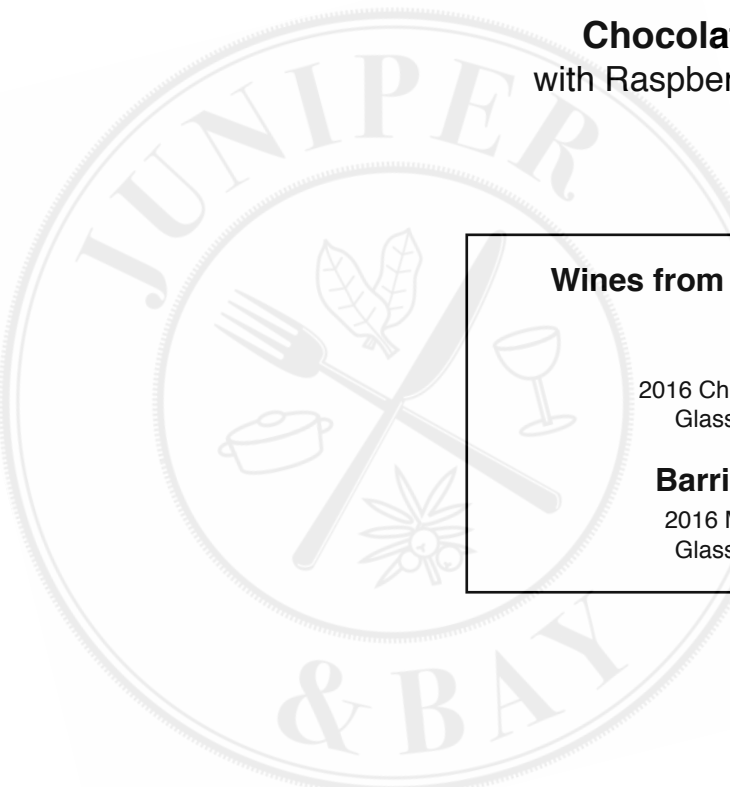 Chocola
with Raspber
JUNIPER
Wines from
2016 Ch
Glass
Barri
2016
Glass
& BAY